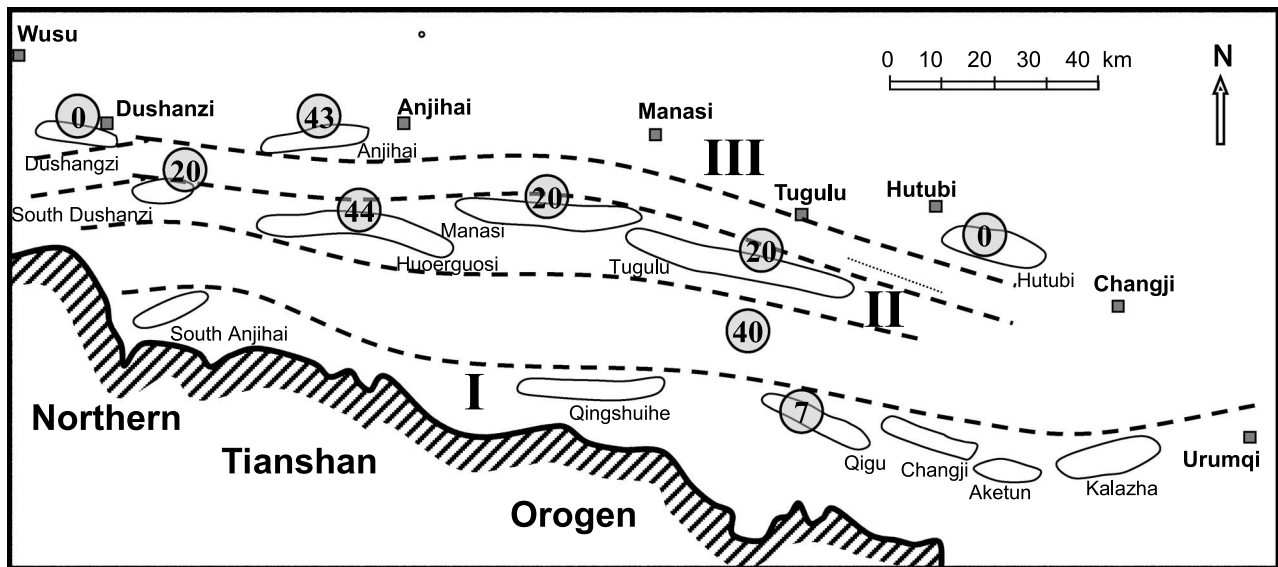 Wusu
0 10 20 30 40 km
N
0
Dushanzi
43
Anjihai
Manasi
III
Dushangzi
Anjihai
20
Tugulu
Hutubi
South Dushanzi
44
Manasi
20
Huoerguosi
Tugulu
20
0
Hutubi
Changji
II
40
South Anjihai
I
Qingshuihe
7
Qigu
Changji
Aketun
Kalazha
Urumqi
Northern
Tianshan
Orogen